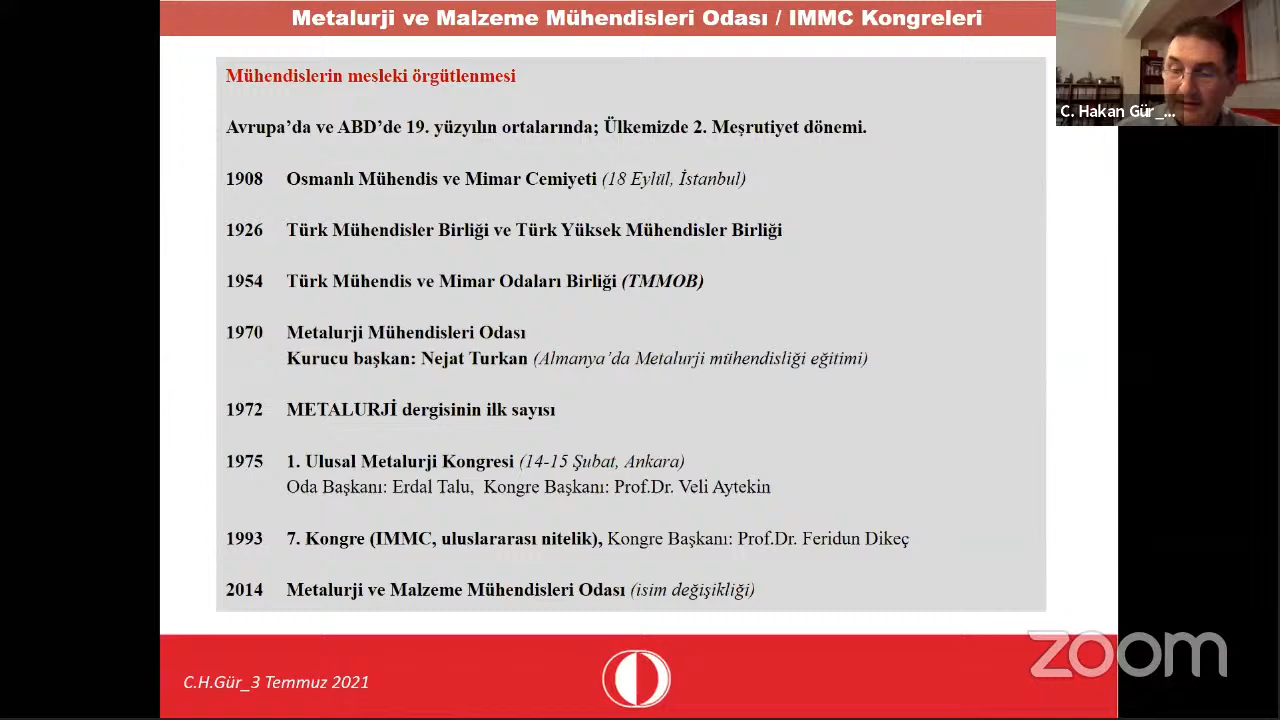 Metalurji ve Malzeme Mühendisleri Odası / IMMC Kongreleri
C. Hakan Gür_...
Mühendislerin mesleki örgütlenmesi
Avrupa’da ve ABD’de 19. yüzyılın ortalarında; Ülkemizde 2. Meşrutiyet dönemi.
1908 Osmanlı Mühendis ve Mimar Cemiyeti (18 Eylül, İstanbul)
1926 Türk Mühendisler Birliği ve Türk Yüksek Mühendisler Birliği
1954 Türk Mühendis ve Mimar Odaları Birliği (TMMOB)
1970 Metalurji Mühendisleri Odası
Kurucu başkan: Nejat Turkan (Almanya’da Metalurji mühendisliği eğitimi)
1972 METALURJİ dergisinin ilk sayısı
1975 1. Ulusal Metalurji Kongresi (14-15 Şubat, Ankara)
Oda Başkanı: Erdal Talu, Kongre Başkanı: Prof.Dr. Veli Aytekin
1993 7. Kongre (IMMC, uluslararası nitelik), Kongre Başkanı: Prof.Dr. Feridun Dikeç
2014 Metalurji ve Malzeme Mühendisleri Odası (isim değişikliği)
C.H.Gür_3 Temmuz 2021
zoom